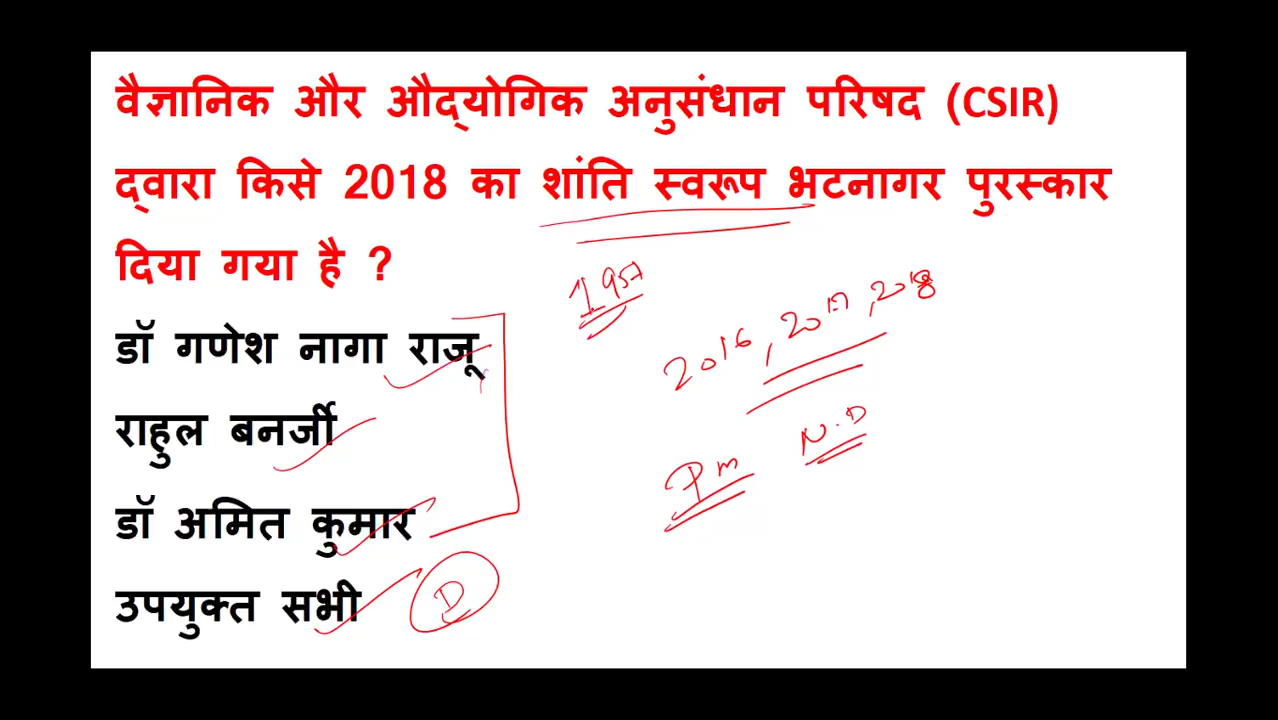 वैज्ञानिक और औद्योगिक अनुसंधान परिषद (CSIR)
द्वारा किसे 2018 का शांति स्वरूप भटनागर पुरस्कार
दिया गया है ?
1957
2016, 2017, 2018
डॉ गणेश नागा राजू
राहुल बनर्जी
N.D
Pm
डॉ अमित कुमार
उपयुक्त सभी
D